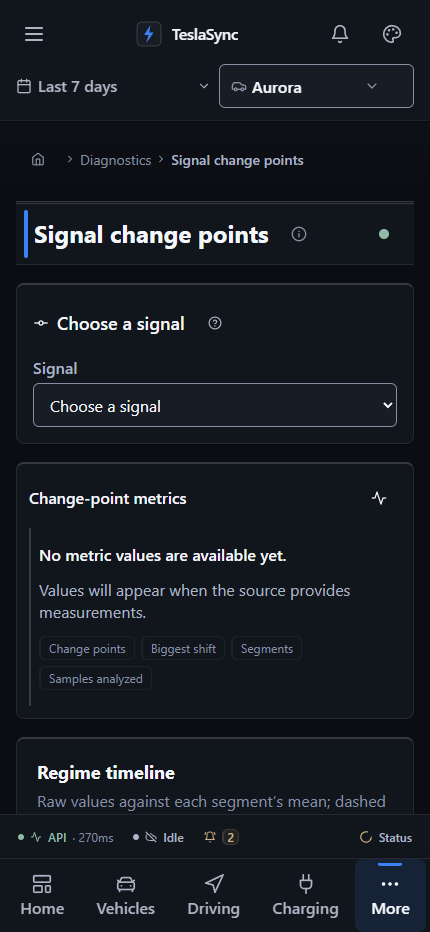 TeslaSync
Last 7 days
Aurora
Diagnostics
Signal change points
Signal change points
Choose a signal
Signal
Choose a signal
Change-point metrics
No metric values are available yet.
Values will appear when the source provides
measurements.
Change points
Biggest shift
Segments
Samples analyzed
Regime timeline
Raw values against each segment's mean; dashed
API · 270ms
Idle
2
Status
Home
Vehicles
Driving
Charging
More